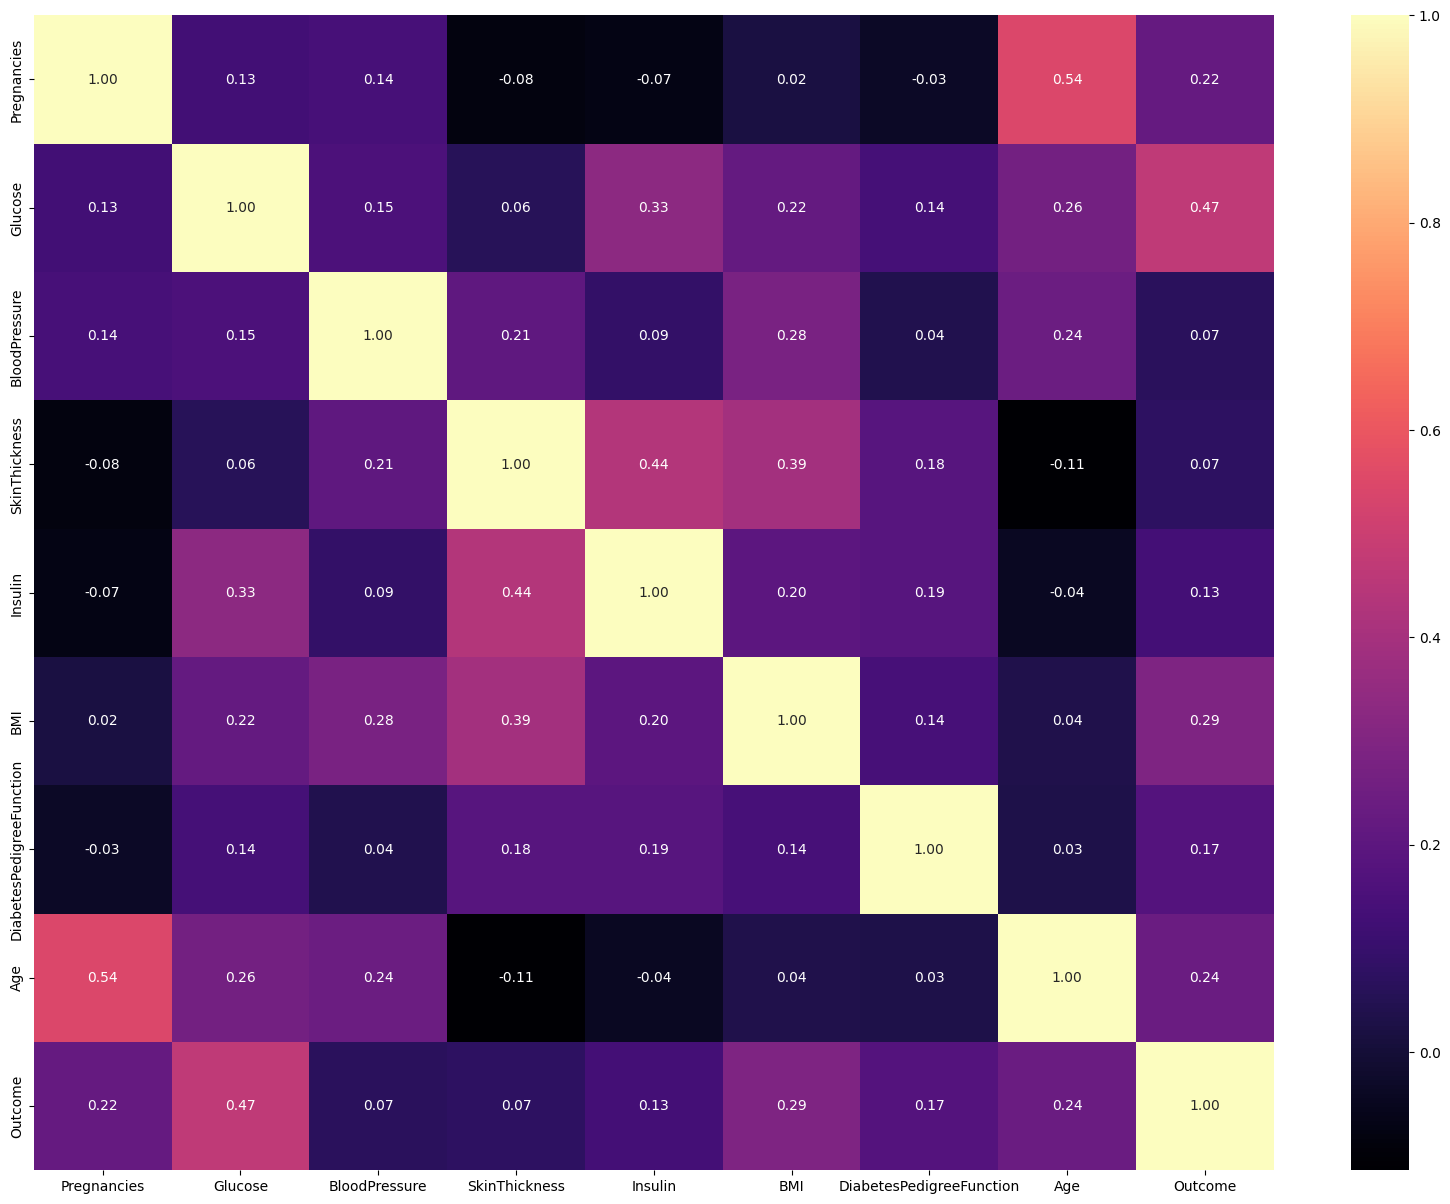 Pregnancies 1.00 0.13 0.14 -0.08 -0.07 0.02 -0.03 0.54 0.22
Glucose 0.13 1.00 0.15 0.06 0.33 0.22 0.14 0.26 0.47
BloodPressure 0.14 0.15 1.00 0.21 0.09 0.28 0.04 0.24 0.07
SkinThickness -0.08 0.06 0.21 1.00 0.44 0.39 0.18 -0.11 0.07
Insulin -0.07 0.33 0.09 0.44 1.00 0.20 0.19 -0.04 0.13
BMI 0.02 0.22 0.28 0.39 0.20 1.00 0.14 0.04 0.29
DiabetesPedigreeFunction -0.03 0.14 0.04 0.18 0.19 0.14 1.00 0.03 0.17
Age 0.54 0.26 0.24 -0.11 -0.04 0.04 0.03 1.00 0.24
Outcome 0.22 0.47 0.07 0.07 0.13 0.29 0.17 0.24 1.00
Pregnancies Glucose BloodPressure SkinThickness Insulin BMI DiabetesPedigreeFunction Age Outcome
1.0
0.8
0.6
0.4
0.2
0.0